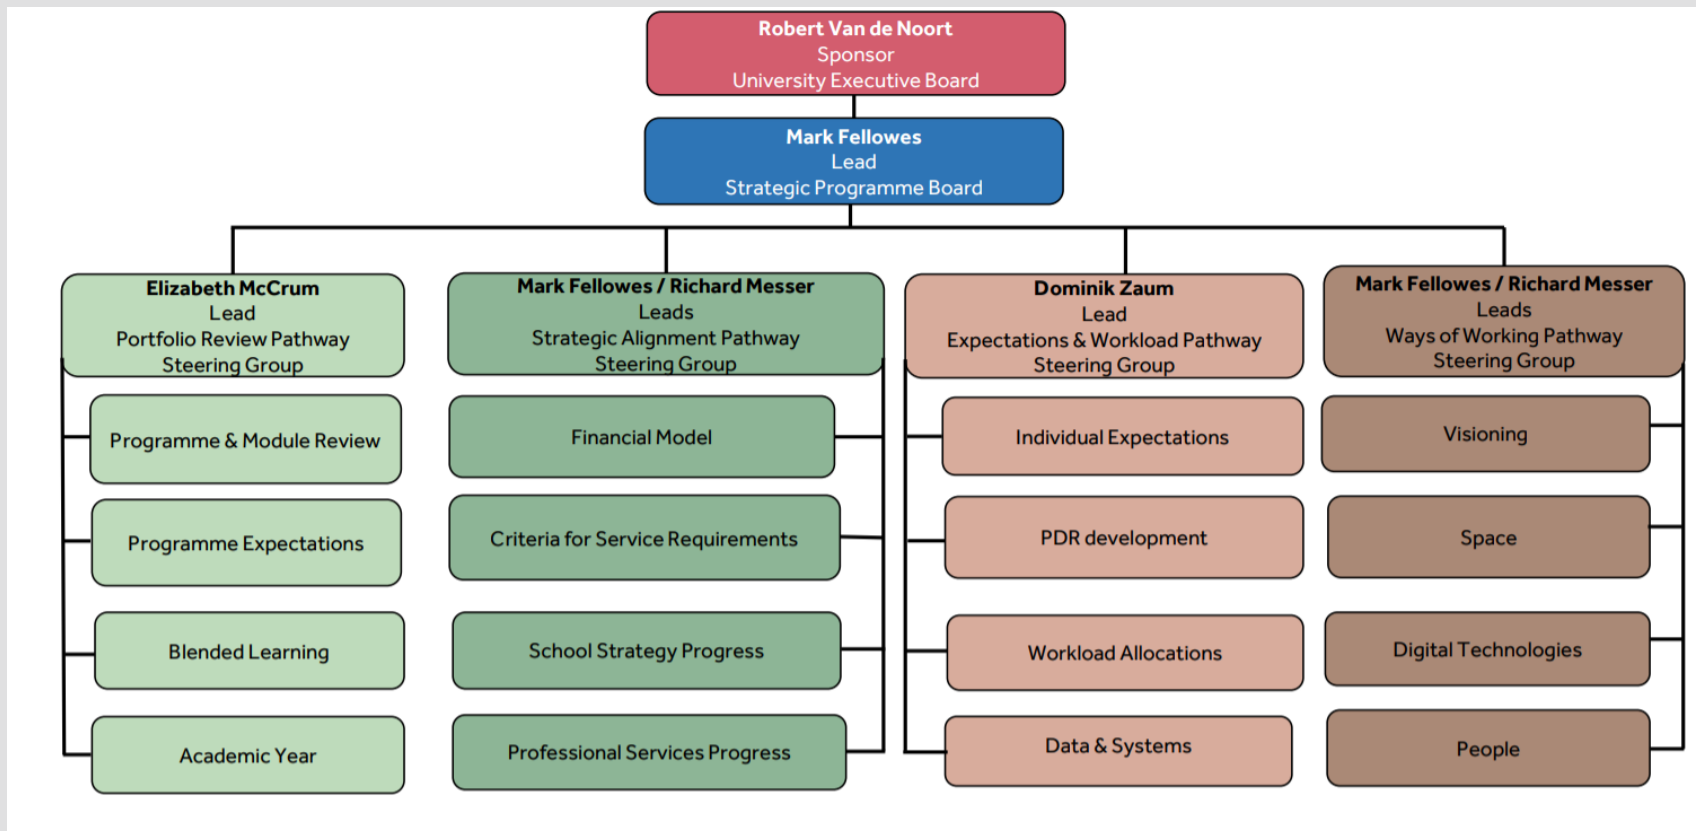 Robert Van de Noort
Sponsor
University Executive Board
Mark Fellowes
Lead
Strategic Programme Board
Elizabeth McCrum
Lead
Portfolio Review Pathway
Steering Group
Programme & Module Review
Programme Expectations
Blended Learning
Academic Year
Mark Fellowes / Richard Messer
Leads
Strategic Alignment Pathway
Steering Group
Financial Model
Criteria for Service Requirements
School Strategy Progress
Professional Services Progress
Dominik Zaum
Lead
Expectations & Workload Pathway
Steering Group
Individual Expectations
PDR development
Workload Allocations
Data & Systems
Mark Fellowes / Richard Messer
Leads
Ways of Working Pathway
Steering Group
Visioning
Space
Digital Technologies
People